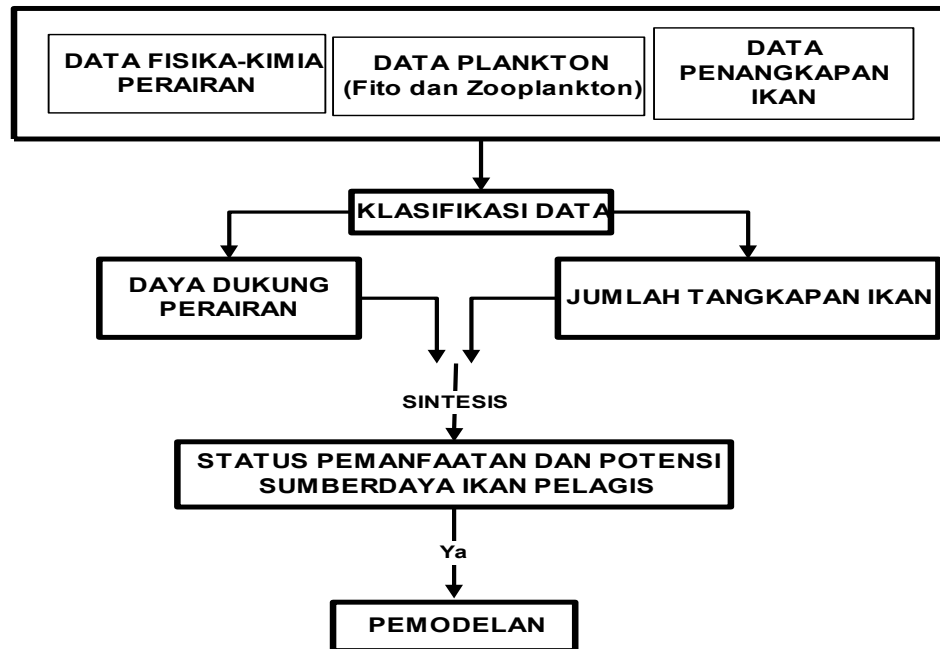 DATA FISIKA-KIMIA
PERAIRAN
DATA PLANKTON
(Fito dan Zooplankton)
DATA
PENANGKAPAN
IKAN
KLASIFIKASI DATA
DAYA DUKUNG
PERAIRAN
JUMLAH TANGKAPAN IKAN
SINTESIS
STATUS PEMANFAATAN DAN POTENSI
SUMBERDAYA IKAN PELAGIS
Ya
PEMODELAN